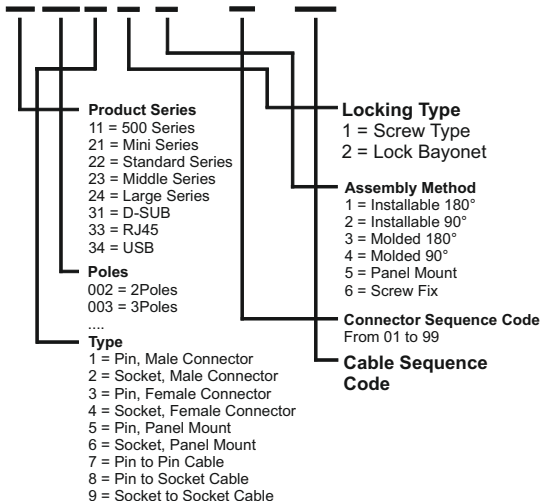 Product Series
11 = 500 Series
21 = Mini Series
22 = Standard Series
23 = Middle Series
24 = Large Series
31 = D-SUB
33 = RJ45
34 = USB
Poles
002 = 2Poles
003 = 3Poles
....
Type
1 = Pin, Male Connector
2 = Socket, Male Connector
3 = Pin, Female Connector
4 = Socket, Female Connector
5 = Pin, Panel Mount
6 = Socket, Panel Mount
7 = Pin to Pin Cable
8 = Pin to Socket Cable
9 = Socket to Socket Cable
Locking Type
1 = Screw Type
2 = Lock Bayonet
Assembly Method
1 = Installable 180°
2 = Installable 90°
3 = Molded 180°
4 = Molded 90°
5 = Panel Mount
6 = Screw Fix
Connector Sequence Code
From 01 to 99
Cable Sequence
Code